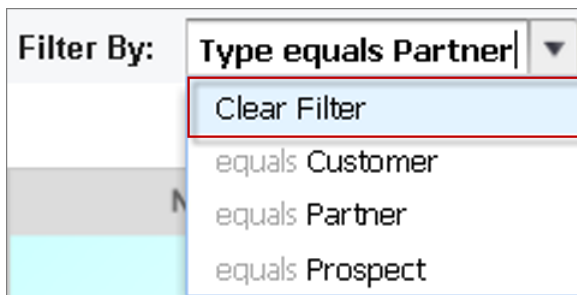 Filter By: Type equals Partner
Clear Filter
equals Customer
N
equals Partner
equals Prospect